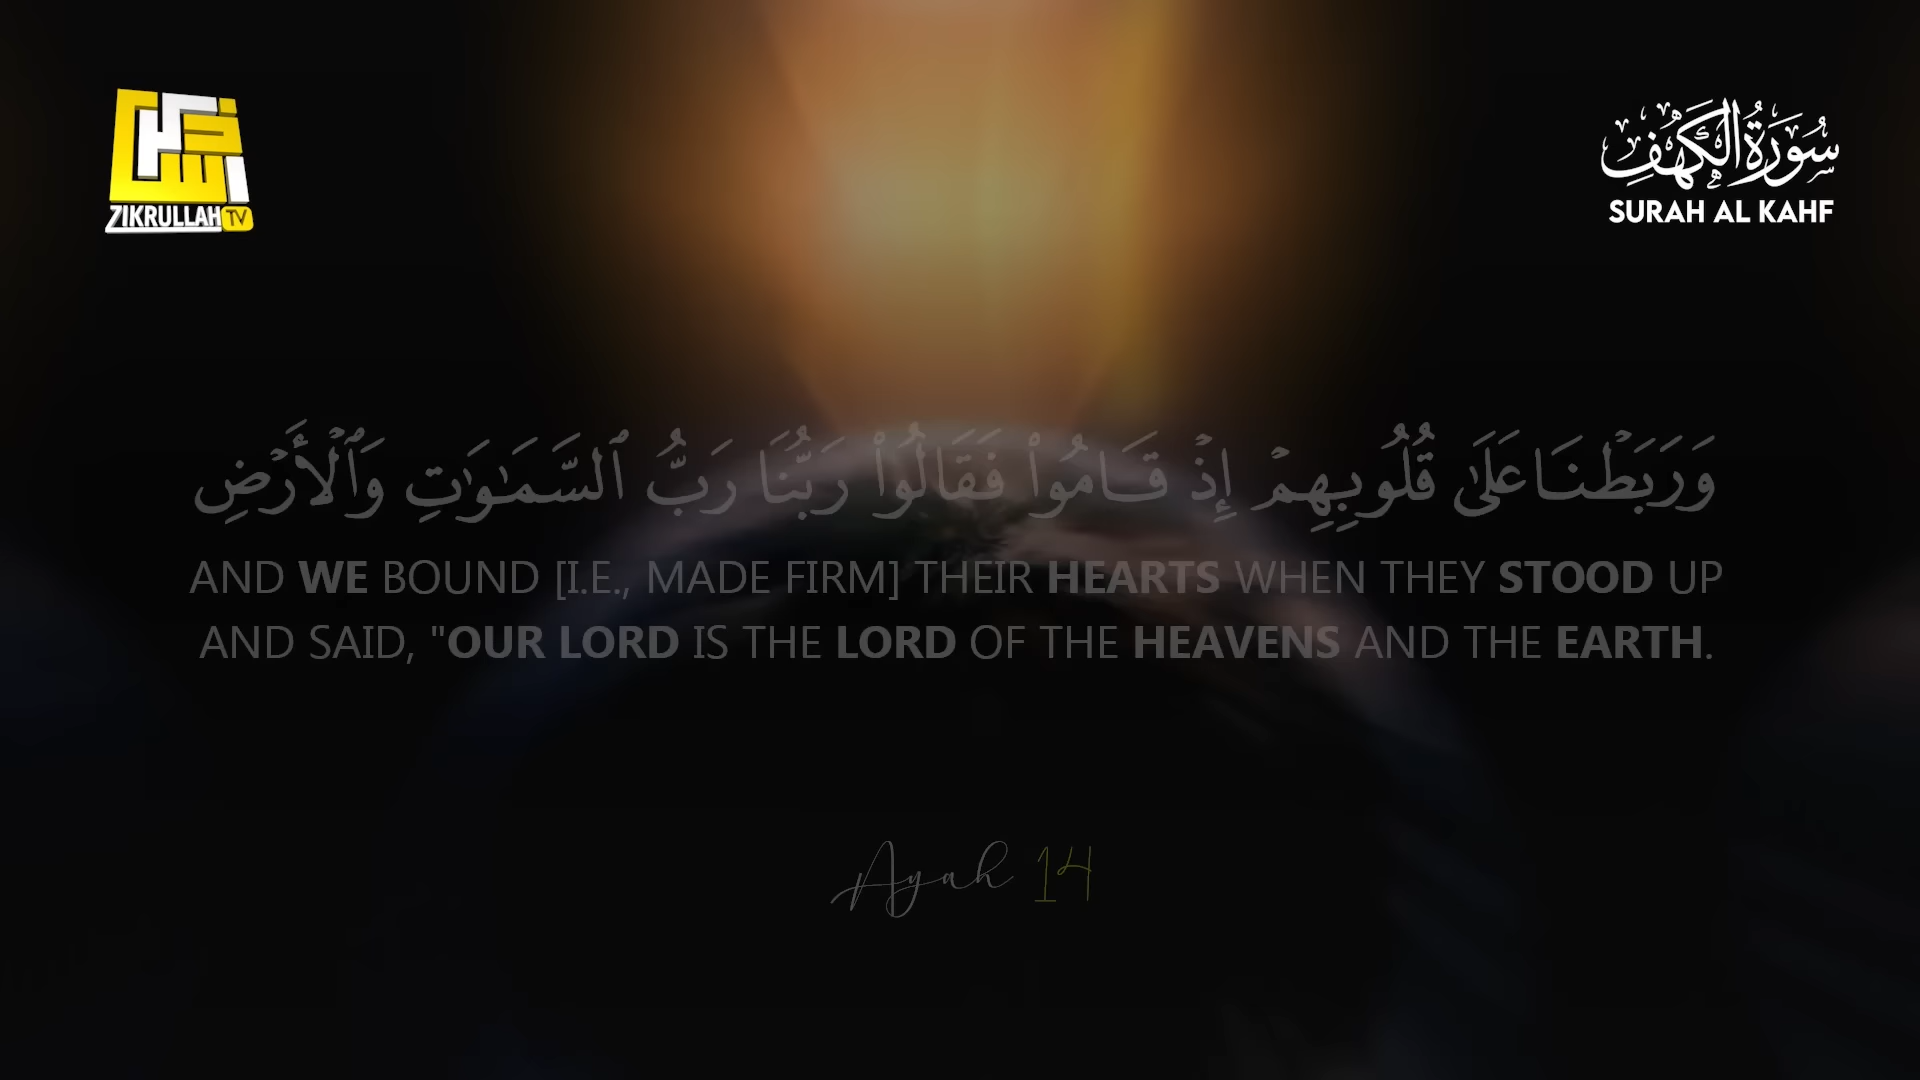 ZIKRULLAH TV
سُورَةُ الكَهْفِ
SURAH AL KAHF
وَرَبَطْنَا عَلَىٰ قُلُوبِهِمْ إِذْ قَامُوا۟ فَقَالُوا۟ رَبُّنَا رَبُّ ٱلسَّمَـٰوَٰتِ وَٱلْأَرْضِ
AND WE BOUND [I.E., MADE FIRM] THEIR HEARTS WHEN THEY STOOD UP
AND SAID, "OUR LORD IS THE LORD OF THE HEAVENS AND THE EARTH.
Ayah 14